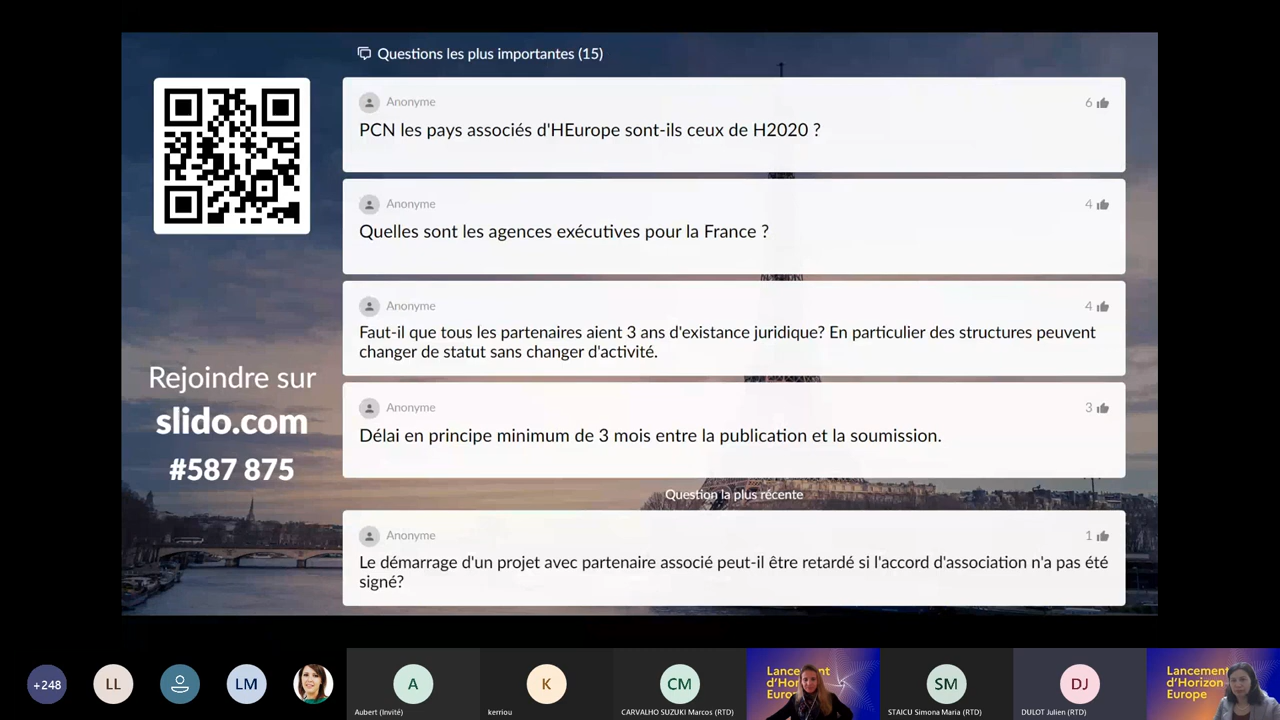 Questions les plus importantes (15)
Anonyme
6
PCN les pays associés d'HEurope sont-ils ceux de H2020 ?
Anonyme
4
Quelles sont les agences exécutives pour la France ?
Anonyme
4
Faut-il que tous les partenaires aient 3 ans d'existance juridique? En particulier des structures peuvent
changer de statut sans changer d'activité.
Anonyme
3
Délai en principe minimum de 3 mois entre la publication et la soumission.
Question la plus récente
Anonyme
1
Le démarrage d'un projet avec partenaire associé peut-il être retardé si l'accord d'association n'a pas été
signé?
Rejoindre sur
slido.com
#587 875
+248
LL
LM
A
Aubert (Invité)
K
kerriou
CM
CARVALHO SUZUKI Marcos (RTD)
Lancement
d'Horizon
SM
STAICU Simona Maria (RTD)
DJ
DULOT Julien (RTD)
Lancement
d'Horizon
Europe